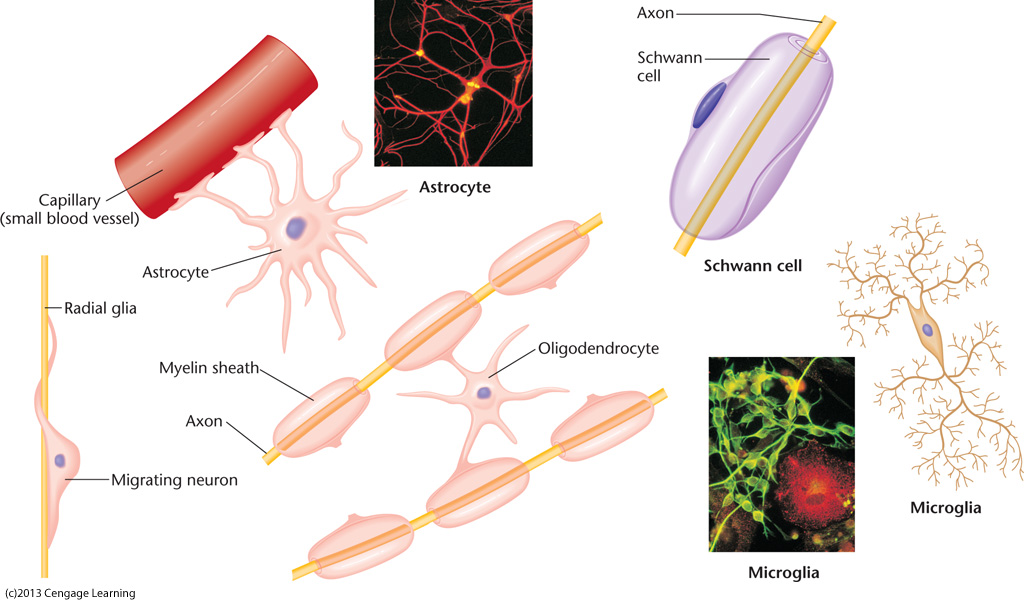 Axon
Schwann
cell
Astrocyte
Capillary
(small blood vessel)
Schwann cell
Astrocyte
Radial glia
Oligodendrocyte
Myelin sheath
Axon
Migrating neuron
Microglia
Microglia
(c)2013 Cengage Learning